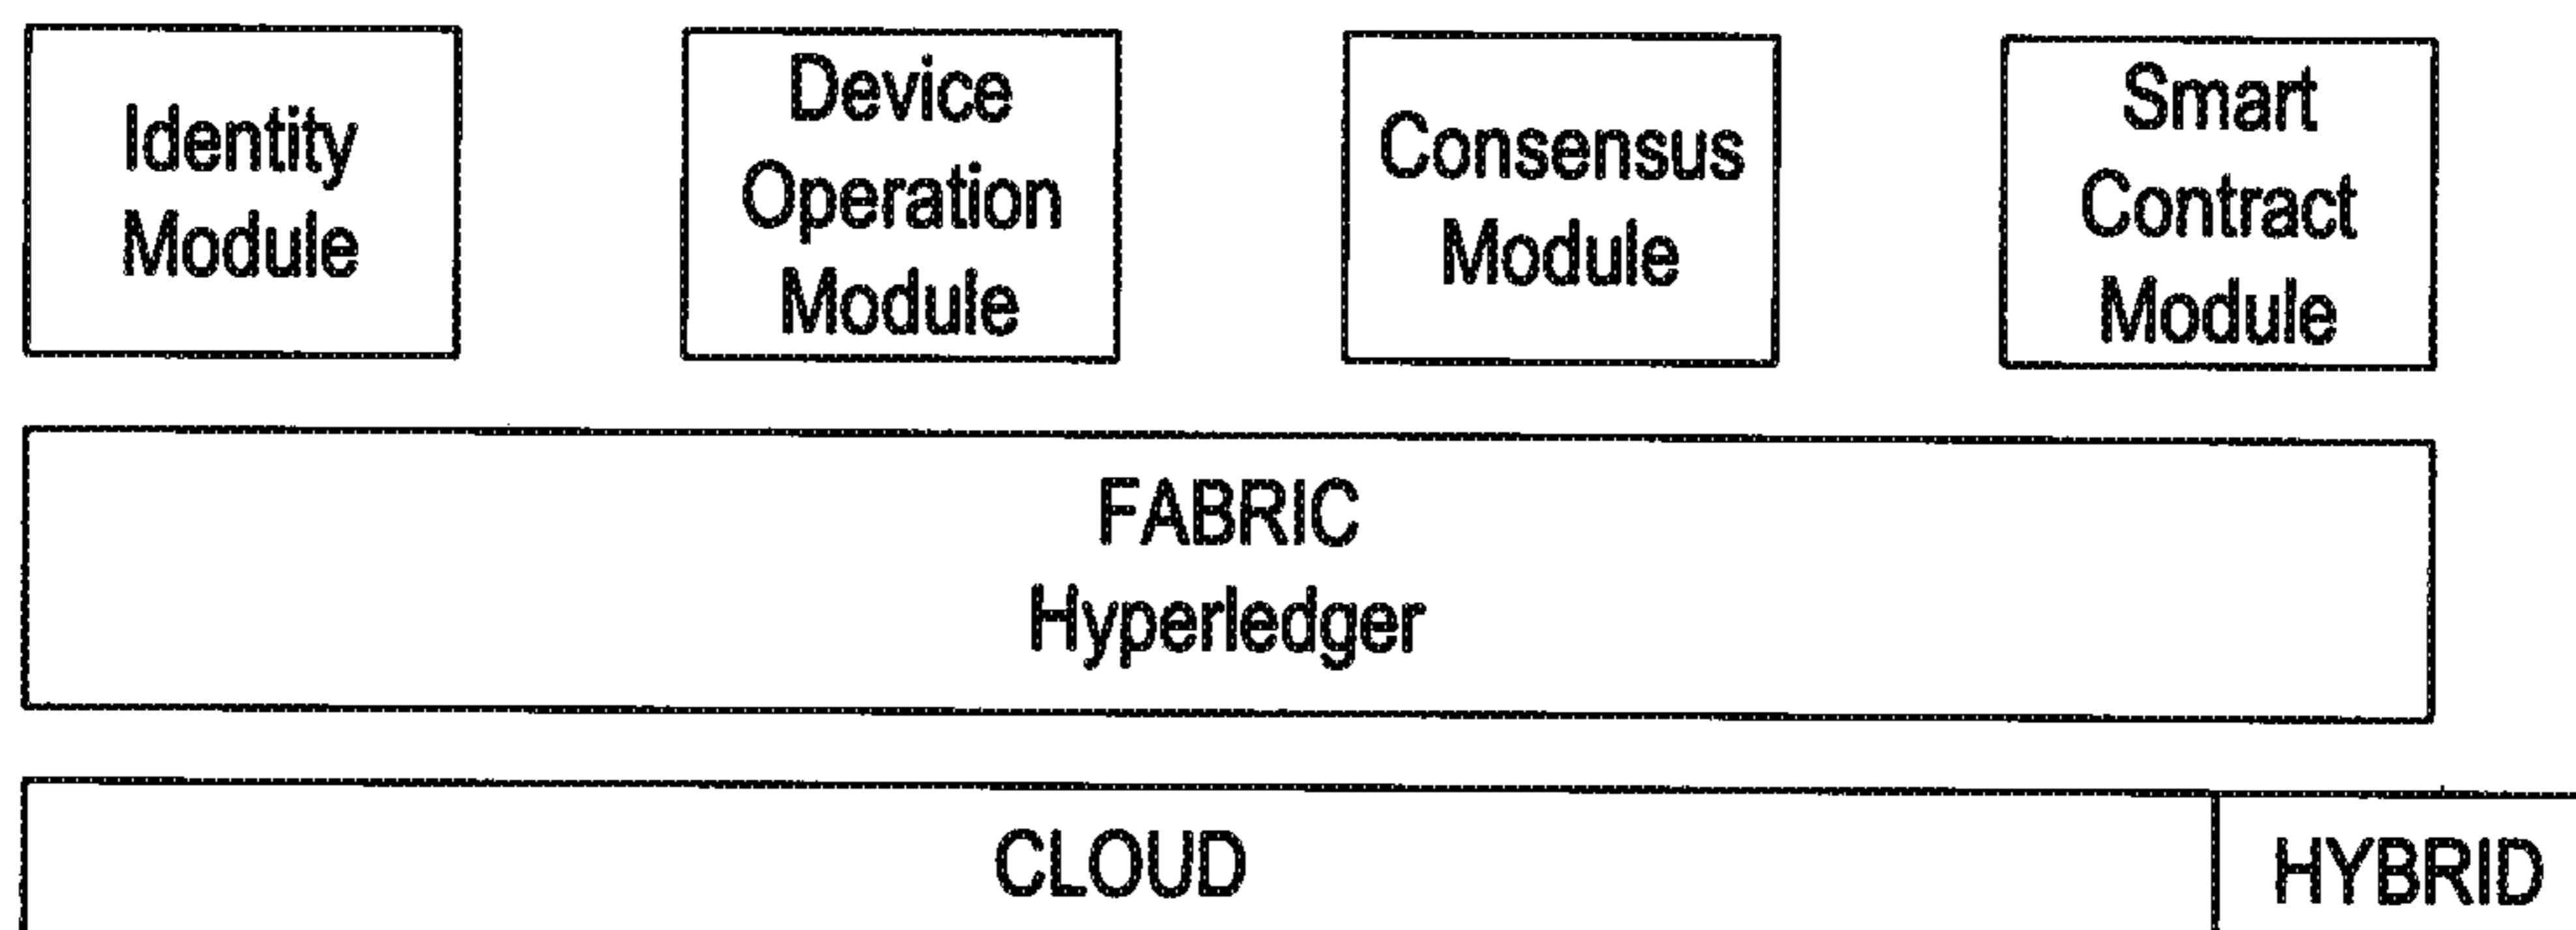 Identity
Module
Device
Operation
Module
Consensus
Module
Smart
Contract
Module
FABRIC
Hyperledger
CLOUD
HYBRID